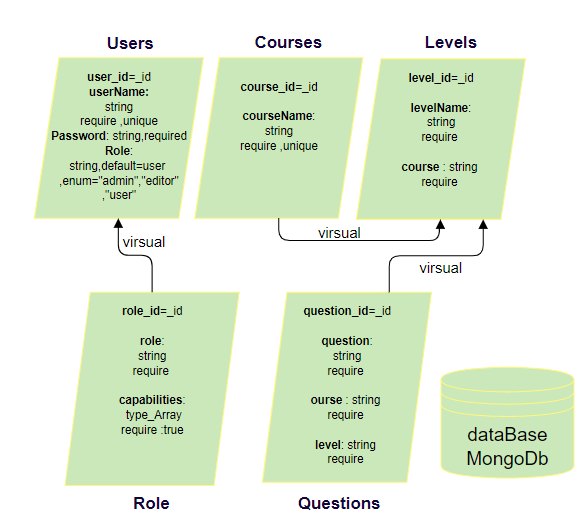 Users
user_id=_id
userName:
string
require ,unique
Password: string,required
Role:
string,default=user
,enum="admin","editor"
,"user"
Courses
course_id=_id
courseName:
string
require ,unique
Levels
level_id=_id
levelName:
string
require
course : string
require
virsual
virsual
virsual
role_id=_id
role:
string
require
capabilities:
type_Array
require :true
Role
question_id=_id
question:
string
require
ourse : string
require
level: string
require
Questions
dataBase
MongoDb